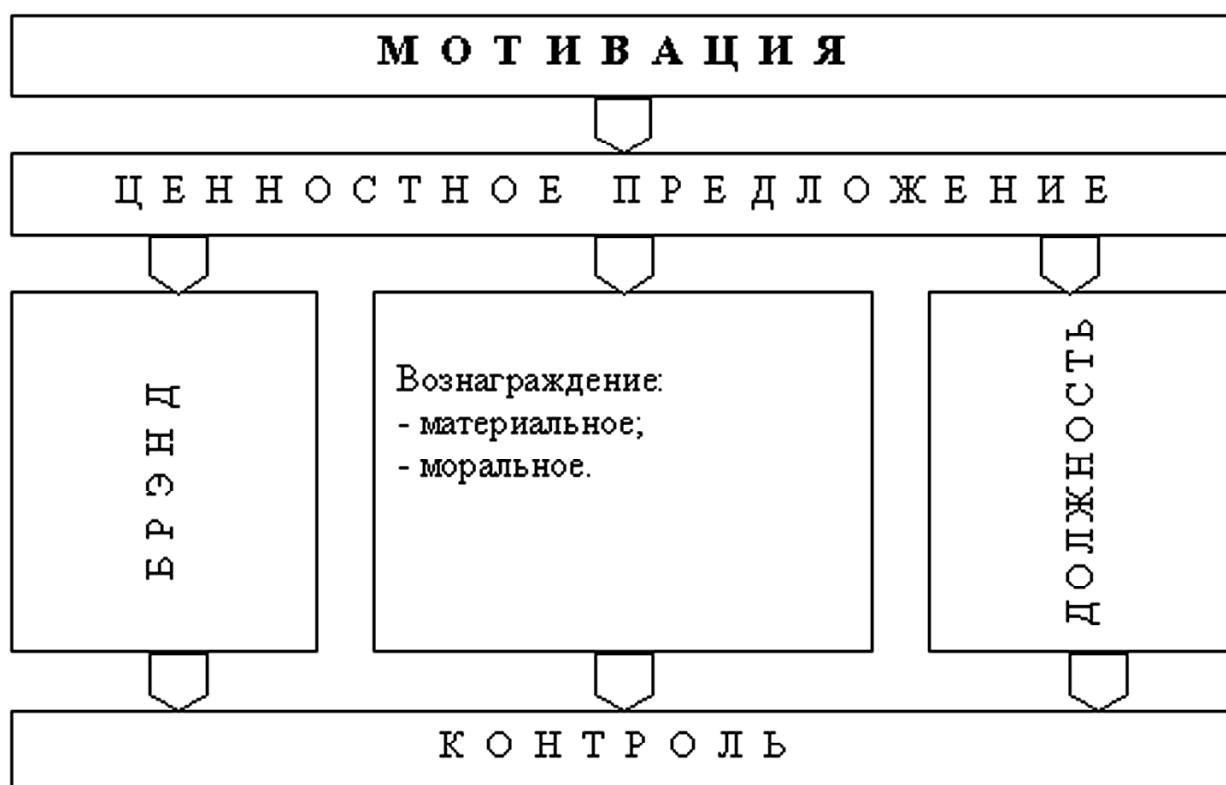 МОТИВАЦИЯ
ЦЕННОСТНОЕ ПРЕДЛОЖЕНИЕ
БРЭНД
Вознаграждение:
- материальное;
- моральное.
ДОЛЖНОСТЬ
КОНТРОЛЬ